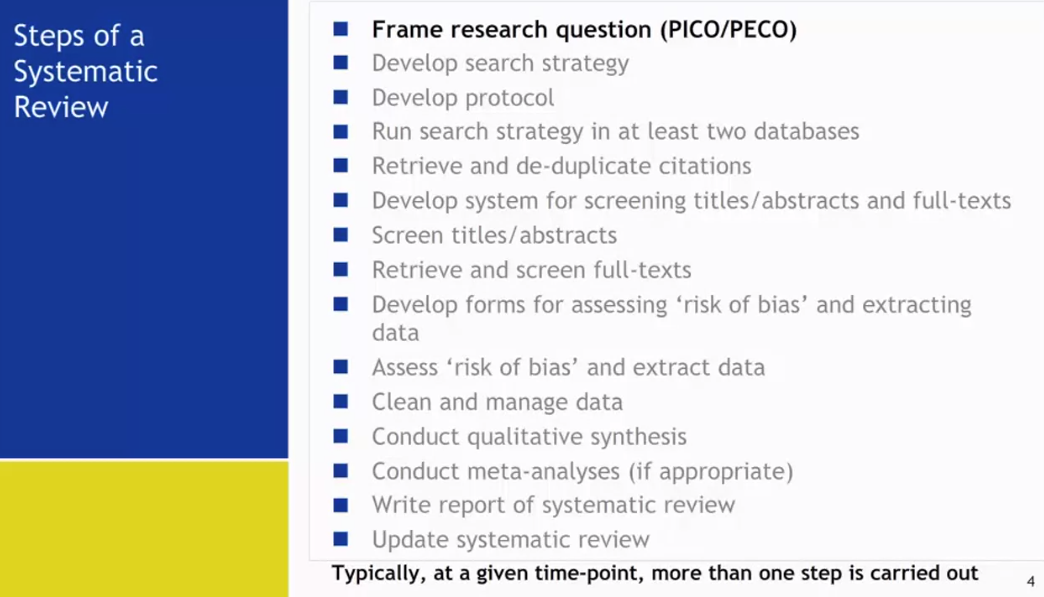 Steps of a
Systematic
Review
Frame research question (PICO/PECO)
Develop search strategy
Develop protocol
Run search strategy in at least two databases
Retrieve and de-duplicate citations
Develop system for screening titles/abstracts and full-texts
Screen titles/abstracts
Retrieve and screen full-texts
Develop forms for assessing ‘risk of bias’ and extracting
data
Assess ‘risk of bias’ and extract data
Clean and manage data
Conduct qualitative synthesis
Conduct meta-analyses (if appropriate)
Write report of systematic review
Update systematic review
Typically, at a given time-point, more than one step is carried out
4